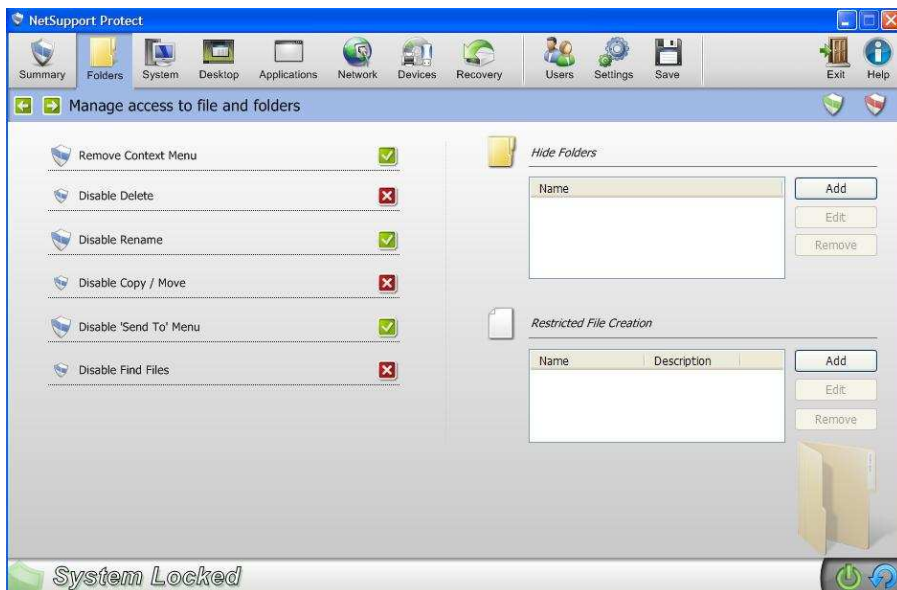 NetSupport Protect
Summary Folders System Desktop Applications Network Devices Recovery Users Settings Save Exit Help
Manage access to file and folders
Remove Context Menu
Disable Delete
Disable Rename
Disable Copy / Move
Disable 'Send To' Menu
Disable Find Files
Hide Folders
Name
Add
Edit
Remove
Restricted File Creation
Name Description
Add
Edit
Remove
System Locked